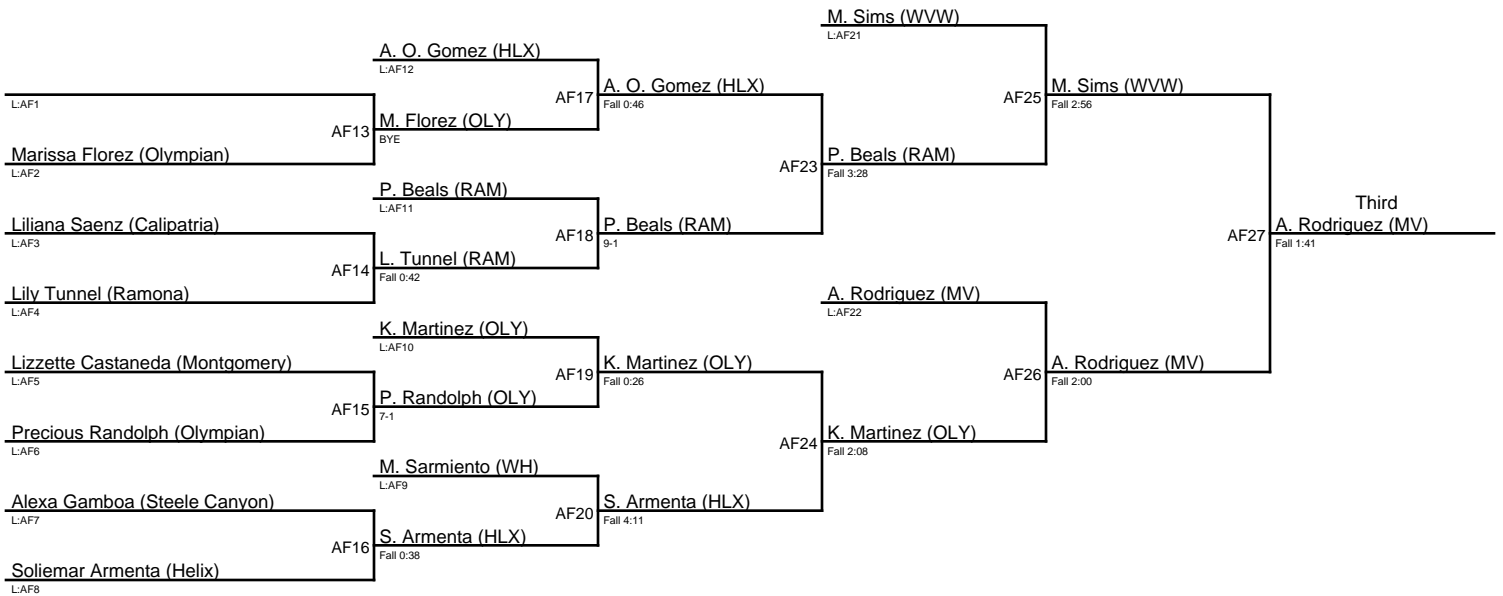 M. Sims (WVW)
L:AF21
A. O. Gomez (HLX)
L:AF12
L:AF1
AF17
A. O. Gomez (HLX)
Fall 0:46
AF25
M. Sims (WVW)
Fall 2:56
AF13
M. Florez (OLY)
BYE
Marissa Florez (Olympian)
L:AF2
AF23
P. Beals (RAM)
Fall 3:28
P. Beals (RAM)
L:AF11
Third
Liliana Saenz (Calipatria)
L:AF3
AF18
P. Beals (RAM)
9-1
AF27
A. Rodriguez (MV)
Fall 1:41
AF14
L. Tunnel (RAM)
Fall 0:42
Lily Tunnel (Ramona)
L:AF4
A. Rodriguez (MV)
L:AF22
K. Martinez (OLY)
L:AF10
Lizzette Castaneda (Montgomery)
L:AF5
AF19
K. Martinez (OLY)
Fall 0:26
AF26
A. Rodriguez (MV)
Fall 2:00
AF15
P. Randolph (OLY)
7-1
Precious Randolph (Olympian)
L:AF6
AF24
K. Martinez (OLY)
Fall 2:08
M. Sarmiento (WH)
L:AF9
Alexa Gamboa (Steele Canyon)
L:AF7
AF20
S. Armenta (HLX)
Fall 4:11
AF16
S. Armenta (HLX)
Fall 0:38
Soliemar Armenta (Helix)
L:AF8